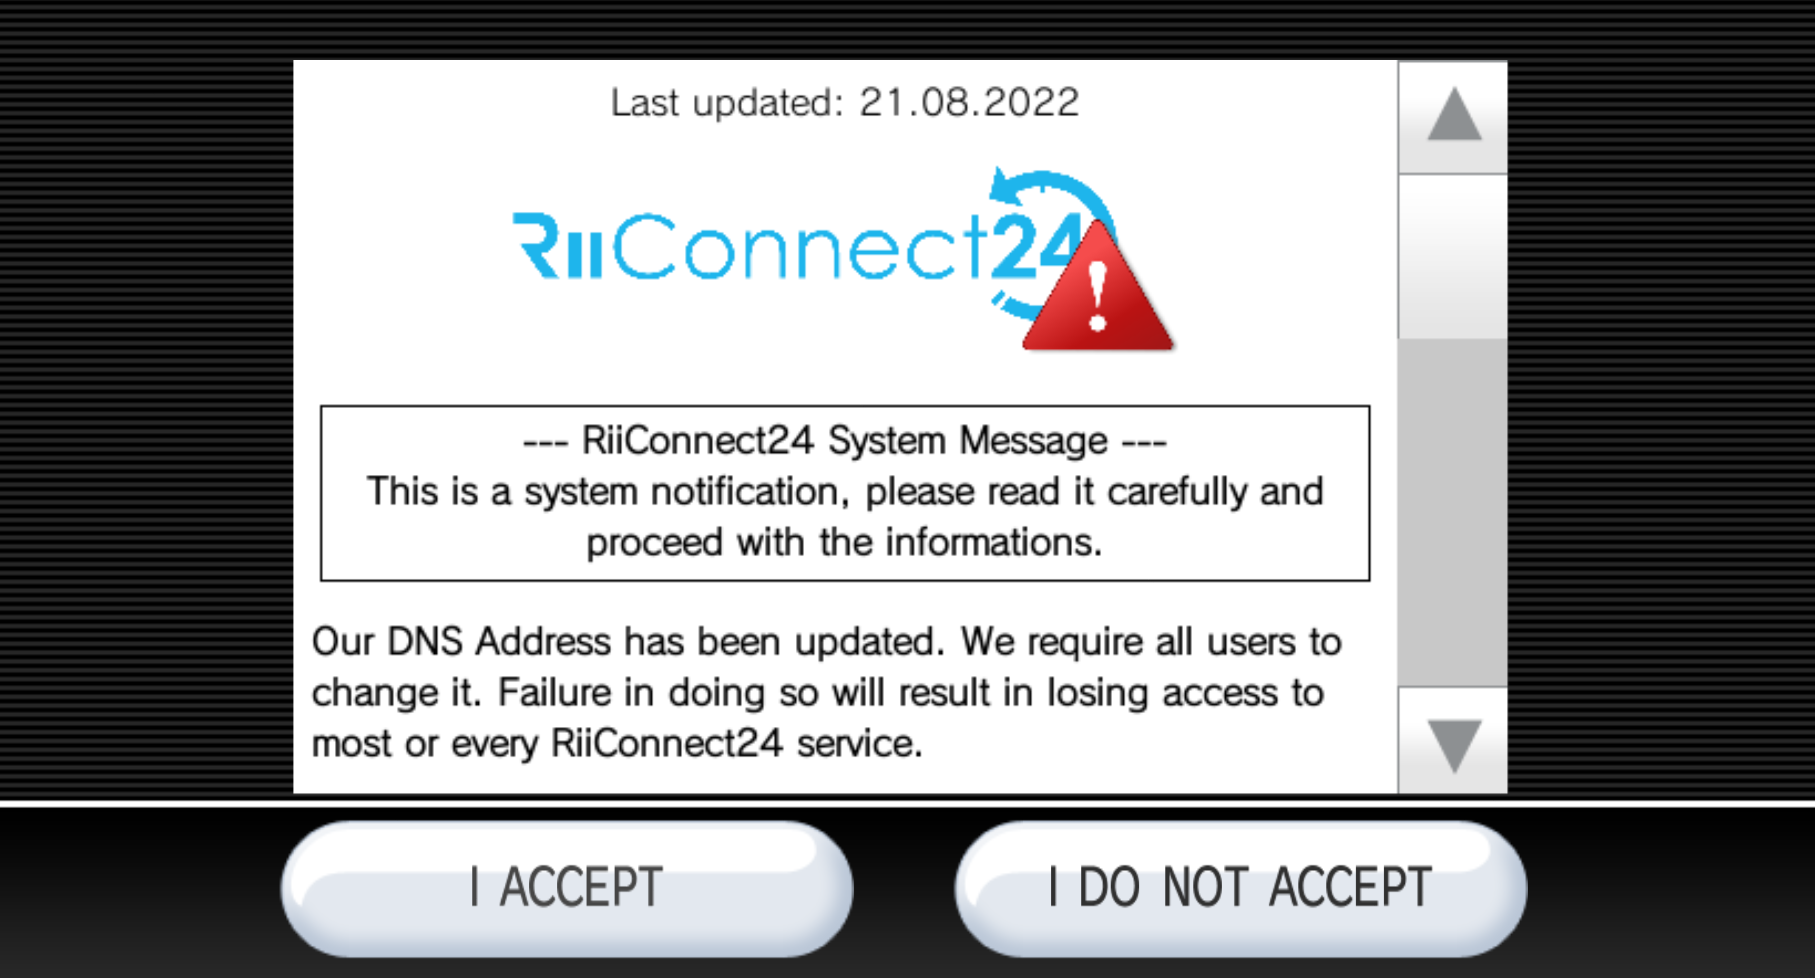 Last updated: 21.08.2022
RiiConnect24
--- RiiConnect24 System Message ---
This is a system notification, please read it carefully and
proceed with the informations.
Our DNS Address has been updated. We require all users to
change it. Failure in doing so will result in losing access to
most or every RiiConnect24 service.
I ACCEPT
I DO NOT ACCEPT